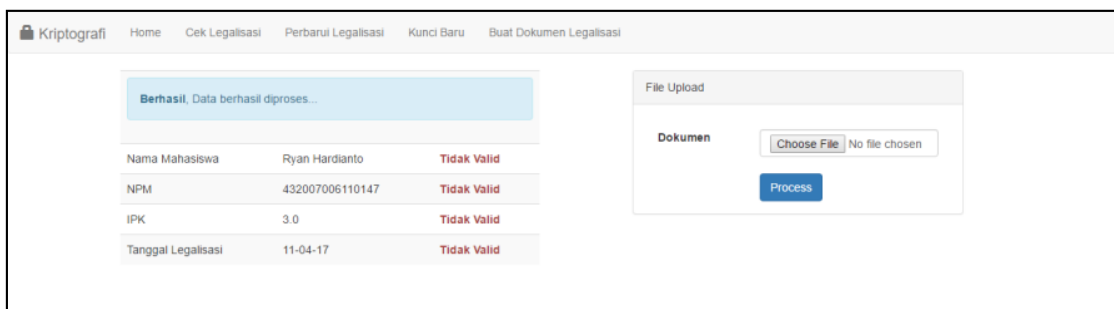 Kriptografi Home Cek Legalisasi Perbarui Legalisasi Kunci Baru Buat Dokumen Legalisasi
Berhasil, Data berhasil diproses...
Nama Mahasiswa Ryan Hardianto Tidak Valid
NPM 432007006110147 Tidak Valid
IPK 3.0 Tidak Valid
Tanggal Legalisasi 11-04-17 Tidak Valid
File Upload
Dokumen Choose File No file chosen
Process